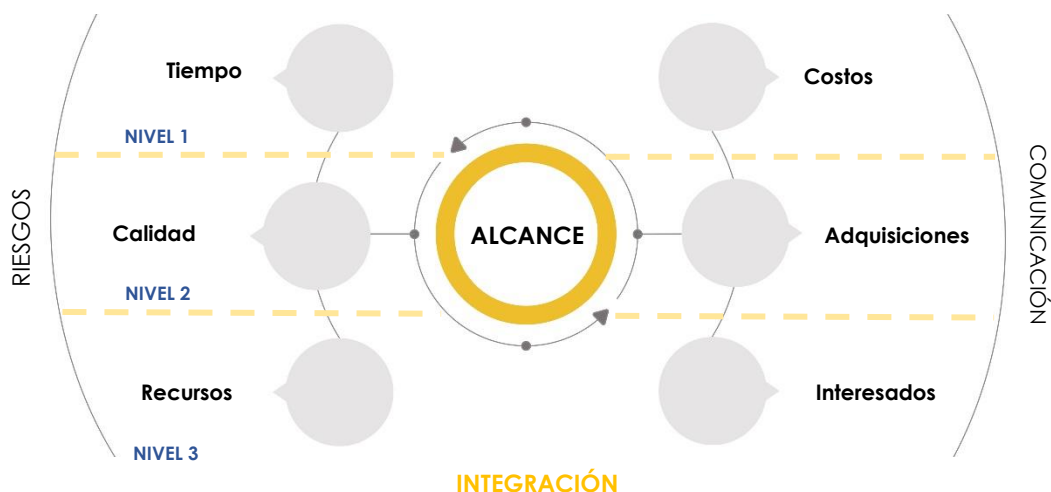 Tiempo
Costos
NIVEL 1
RIESGOS
Calidad
ALCANCE
Adquisiciones
COMUNICACIÓN
NIVEL 2
Recursos
Interesados
NIVEL 3
INTEGRACIÓN